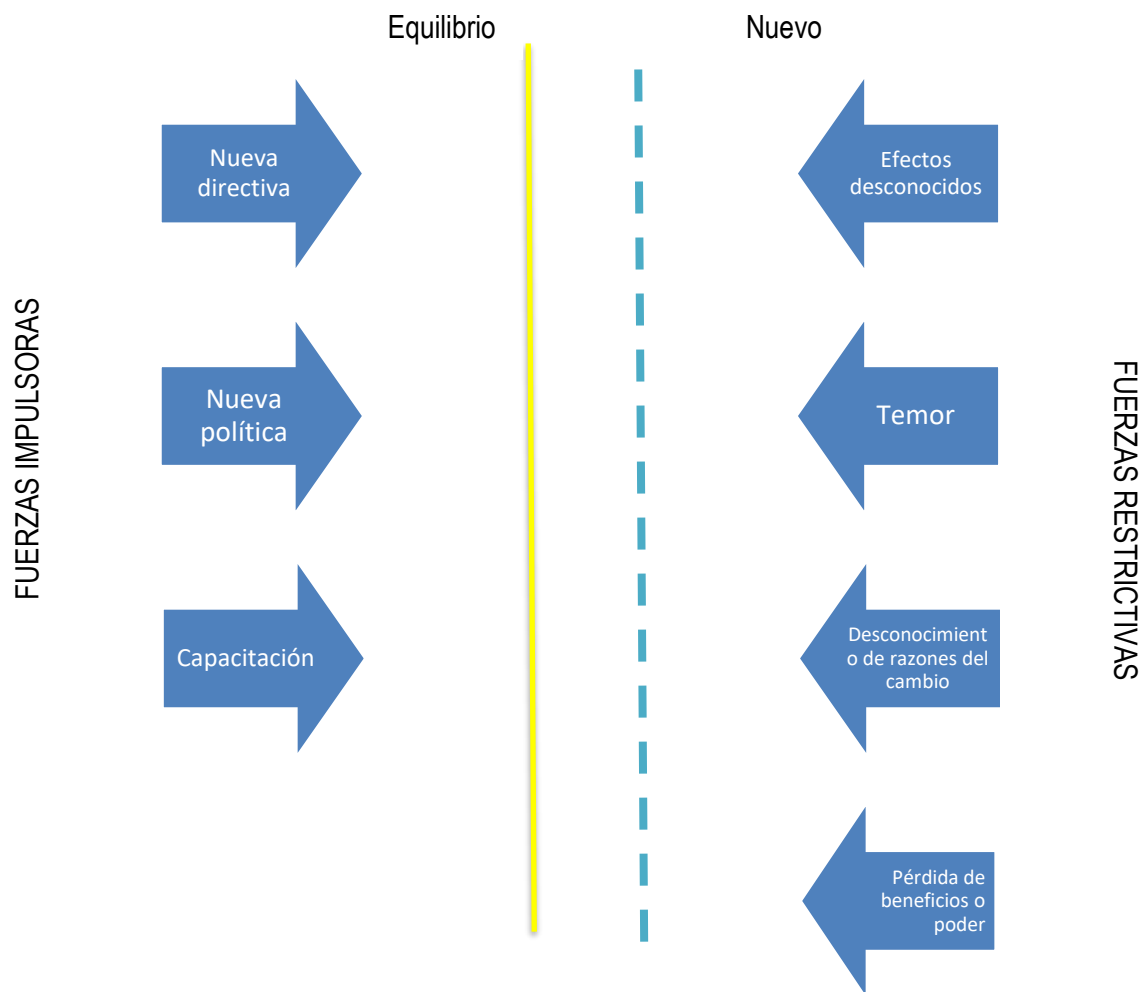 Equilibrio
Nuevo
FUERZAS IMPULSORAS
Nueva
directiva
Nueva
política
Capacitación
Efectos
desconocidos
Temor
Desconocimient
o de razones del
cambio
Pérdida de
beneficios o
poder
FUERZAS RESTRICTIVAS